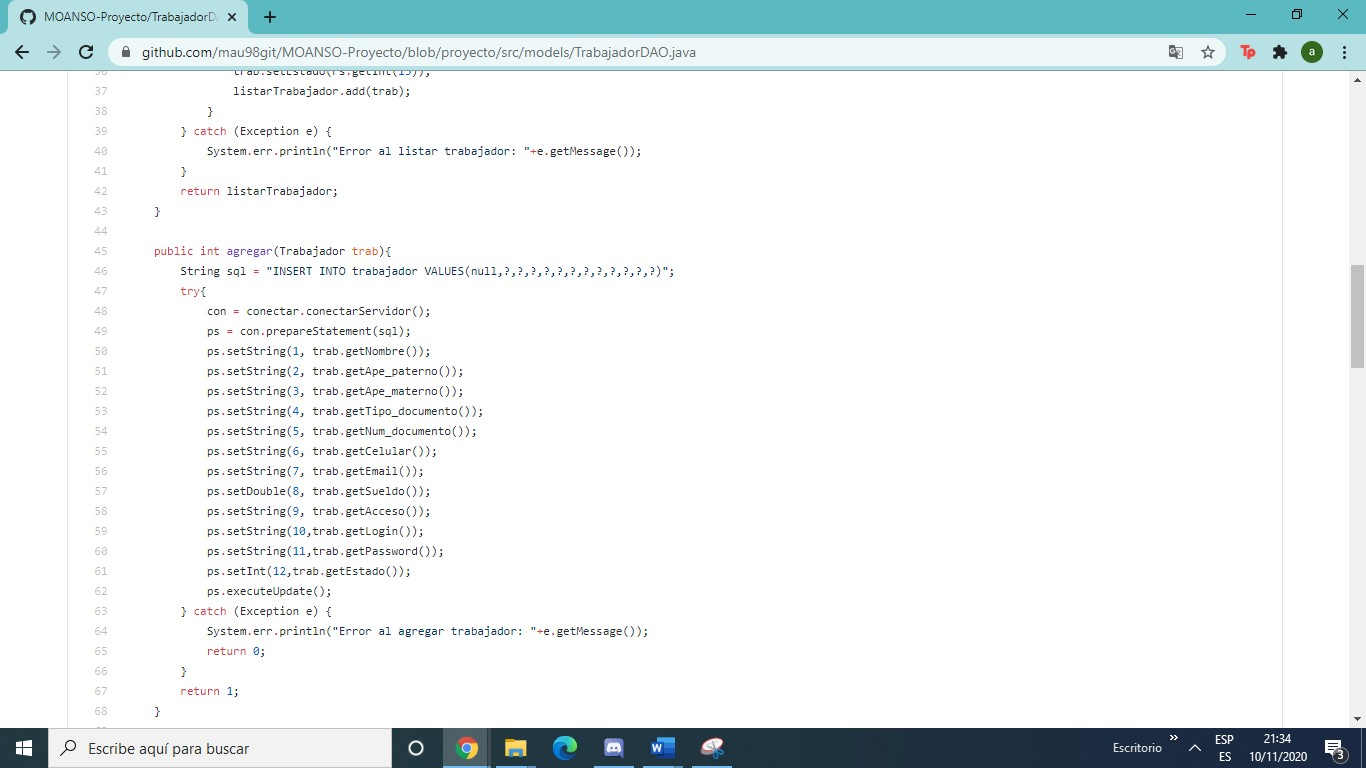 MOANSO-Proyecto/TrabajadorD
github.com/mau98git/MOANSO-Proyecto/blob/proyecto/src/models/TrabajadorDAO.java
Tp
a
36 trab.setEstado(rs.getInt(13));
37 listarTrabajador.add(trab);
38 }
39 } catch (Exception e) {
40 System.err.println("Error al listar trabajador: "+e.getMessage());
41 }
42 return listarTrabajador;
43 }
44
45 public int agregar(Trabajador trab){
46 String sql = "INSERT INTO trabajador VALUES(null,?,?,?,?,?,?,?,?,?,?,?,?)";
47 try{
48 con = conectar.conectarServidor();
49 ps = con.prepareStatement(sql);
50 ps.setString(1, trab.getNombre());
51 ps.setString(2, trab.getApe_paterno());
52 ps.setString(3, trab.getApe_materno());
53 ps.setString(4, trab.getTipo_documento());
54 ps.setString(5, trab.getNum_documento());
55 ps.setString(6, trab.getCelular());
56 ps.setString(7, trab.getEmail());
57 ps.setDouble(8, trab.getSueldo());
58 ps.setString(9, trab.getAcceso());
59 ps.setString(10,trab.getLogin());
60 ps.setString(11,trab.getPassword());
61 ps.setInt(12,trab.getEstado());
62 ps.executeUpdate();
63 } catch (Exception e) {
64 System.err.println("Error al agregar trabajador: "+e.getMessage());
65 return 0;
66 }
67 return 1;
68 }
Escribe aquí para buscar
Escritorio
ESP
ES
21:34
10/11/2020
3